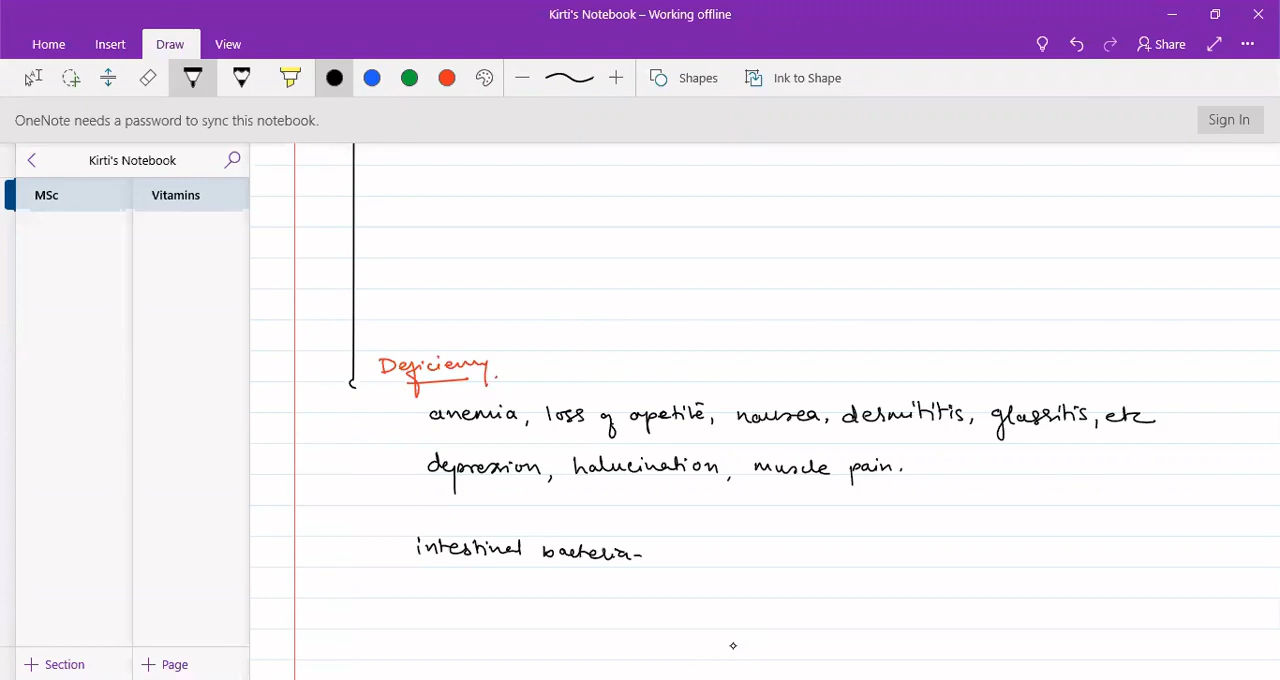 Kirti's Notebook – Working offline
Home Insert Draw View Share
Shapes Ink to Shape
OneNote needs a password to sync this notebook. Sign In
Kirti's Notebook
MSc Vitamins
Deficiency.
anemia, loss of apetite, nausea, desmititis, glassitis, etc
depression, halucination, muscle pain.
intestinal bacteria-
Section Page